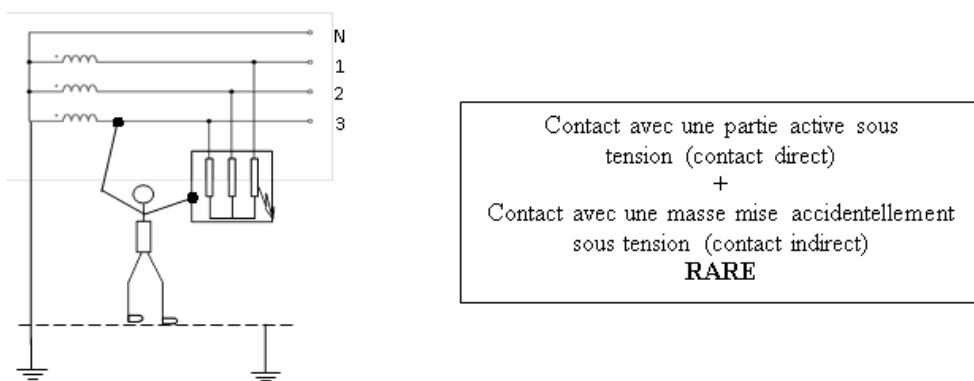 N
1
2
3
Contact avec une partie active sous
tension (contact direct)
+
Contact avec une masse mise accidentellement
sous tension (contact indirect)
RARE